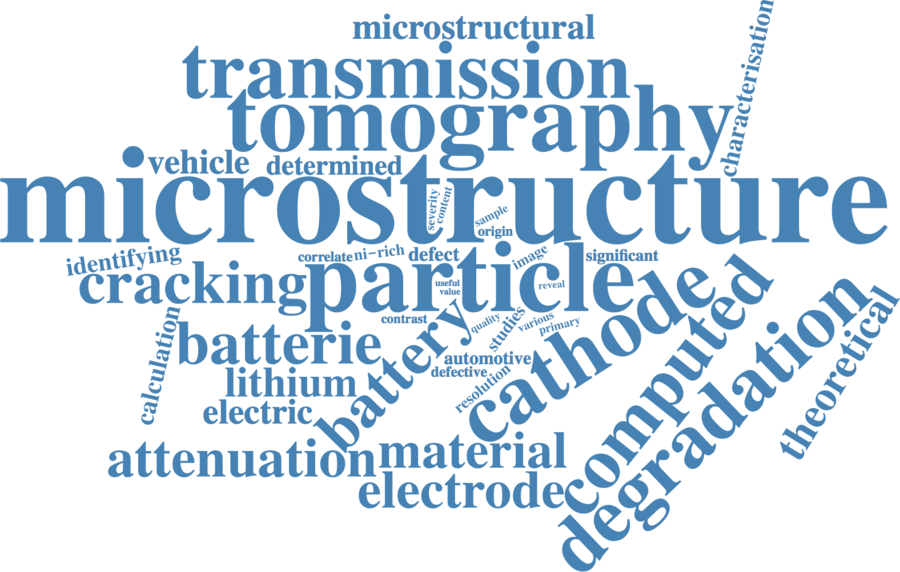 microstructural
characterisation
transmission
tomography
vehicle
determined
microstructure
severity
content
sample
origin
identifying
correlate
ni-rich
defect
image
significant
cracking
particle
useful
value
reveal
contrast
quality
various
primary
studies
calculation
batterie
battery
automotive
defective
cathode
computed
degradation
theoretical
lithium
resolution
electric
attenuation
material
electrode